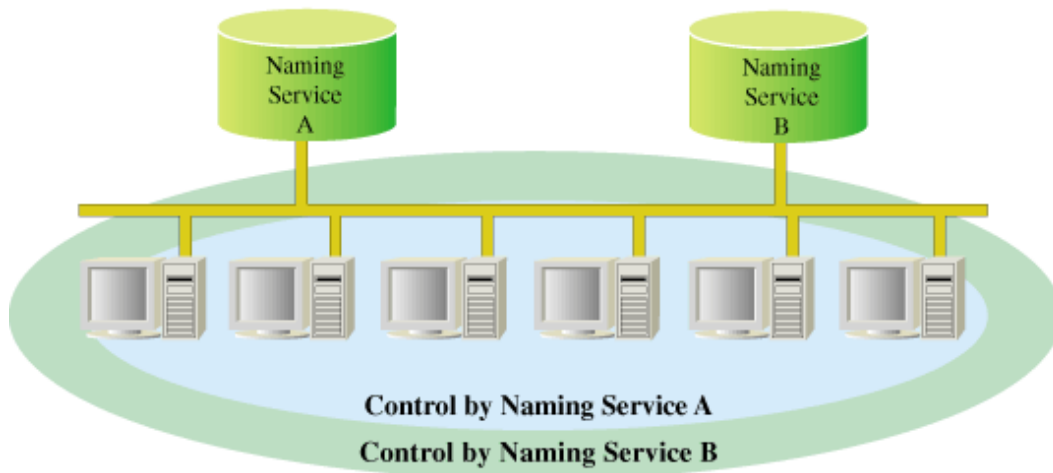 Naming
Service
A
Naming
Service
B
Control by Naming Service A
Control by Naming Service B